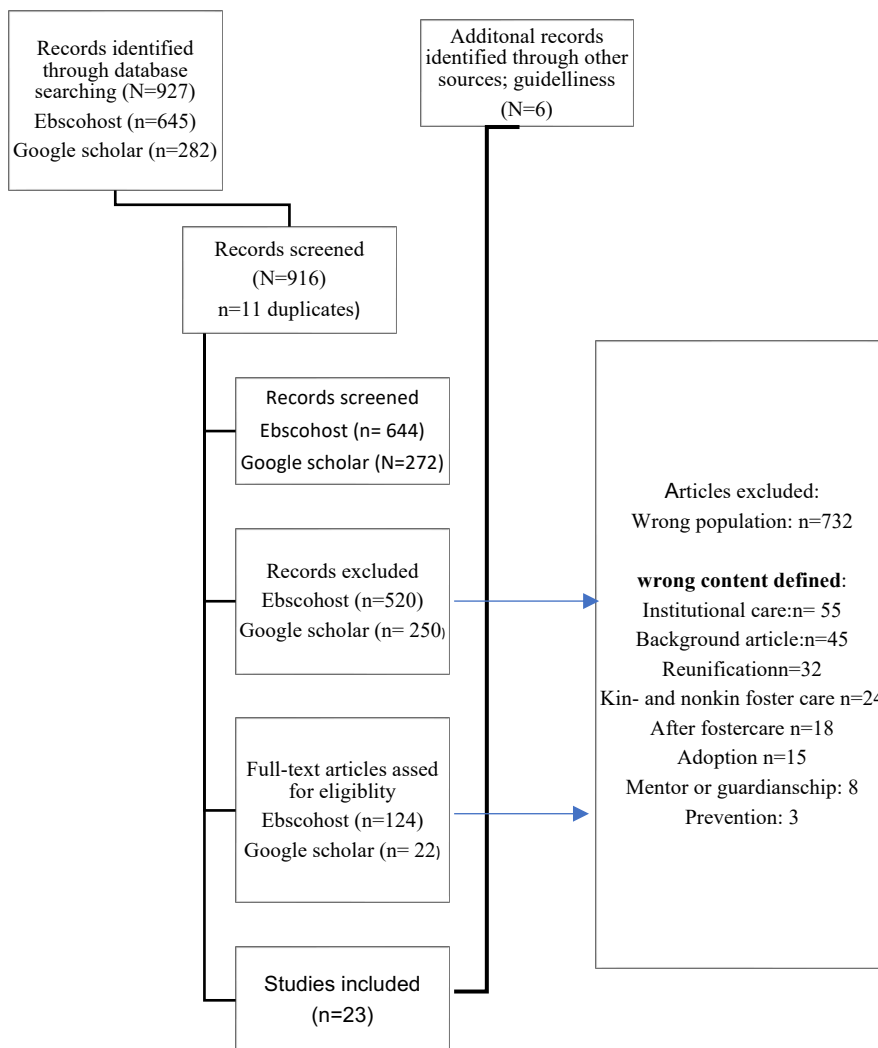 Records identified
through database
searching (N=927)
Ebscohost (n=645)
Google scholar (n=282)
Additonal records
identified through other
sources; guidelliness
(N=6)
Records screened
(N=916)
n=11 duplicates)
Records screened
Ebscohost (n= 644)
Google scholar (N=272)
Records excluded
Ebscohost (n=520)
Google scholar (n= 250)
Full-text articles assed
for eligiblity
Ebscohost (n=124)
Google scholar (n= 22)
Studies included
(n=23)
Articles excluded:
Wrong population: n=732
wrong content defined:
Institutional care:n= 55
Background article:n=45
Reunificationn=32
Kin- and nonkin foster care n=24
After fostercare n=18
Adoption n=15
Mentor or guardianschip: 8
Prevention: 3